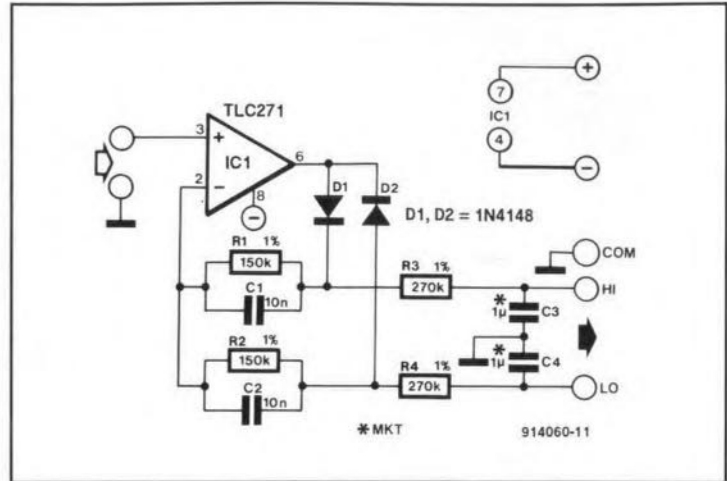 TLC271
3
+
IC1
6
2
−
8
−
7
IC1
4
+
−
D1
D2
D1, D2 = 1N4148
R1 1%
150k
C1
10n
R2 1%
150k
C2
10n
R3 1%
270k
R4 1%
270k
COM
HI
*
1µ
C3
*
1µ
C4
LO
*MKT
914060-11